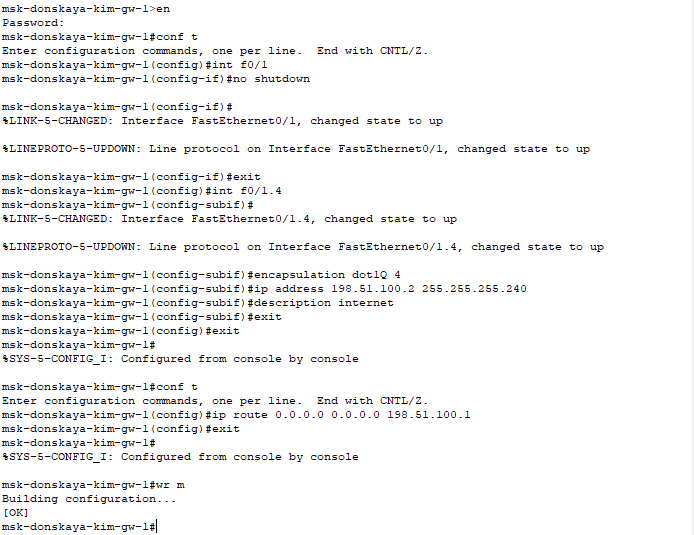 msk-donskaya-kim-gw-1>en
Password:
msk-donskaya-kim-gw-1#conf t
Enter configuration commands, one per line.  End with CNTL/Z.
msk-donskaya-kim-gw-1(config)#int f0/1
msk-donskaya-kim-gw-1(config-if)#no shutdown
msk-donskaya-kim-gw-1(config-if)#
%LINK-5-CHANGED: Interface FastEthernet0/1, changed state to up
%LINEPROTO-5-UPDOWN: Line protocol on Interface FastEthernet0/1, changed state to up
msk-donskaya-kim-gw-1(config-if)#exit
msk-donskaya-kim-gw-1(config)#int f0/1.4
msk-donskaya-kim-gw-1(config-subif)#
%LINK-5-CHANGED: Interface FastEthernet0/1.4, changed state to up
%LINEPROTO-5-UPDOWN: Line protocol on Interface FastEthernet0/1.4, changed state to up
msk-donskaya-kim-gw-1(config-subif)#encapsulation dot1Q 4
msk-donskaya-kim-gw-1(config-subif)#ip address 198.51.100.2 255.255.255.240
msk-donskaya-kim-gw-1(config-subif)#description internet
msk-donskaya-kim-gw-1(config-subif)#exit
msk-donskaya-kim-gw-1(config)#exit
msk-donskaya-kim-gw-1#
%SYS-5-CONFIG_I: Configured from console by console
msk-donskaya-kim-gw-1#conf t
Enter configuration commands, one per line.  End with CNTL/Z.
msk-donskaya-kim-gw-1(config)#ip route 0.0.0.0 0.0.0.0 198.51.100.1
msk-donskaya-kim-gw-1(config)#exit
msk-donskaya-kim-gw-1#
%SYS-5-CONFIG_I: Configured from console by console
msk-donskaya-kim-gw-1#wr m
Building configuration...
[OK]
msk-donskaya-kim-gw-1#